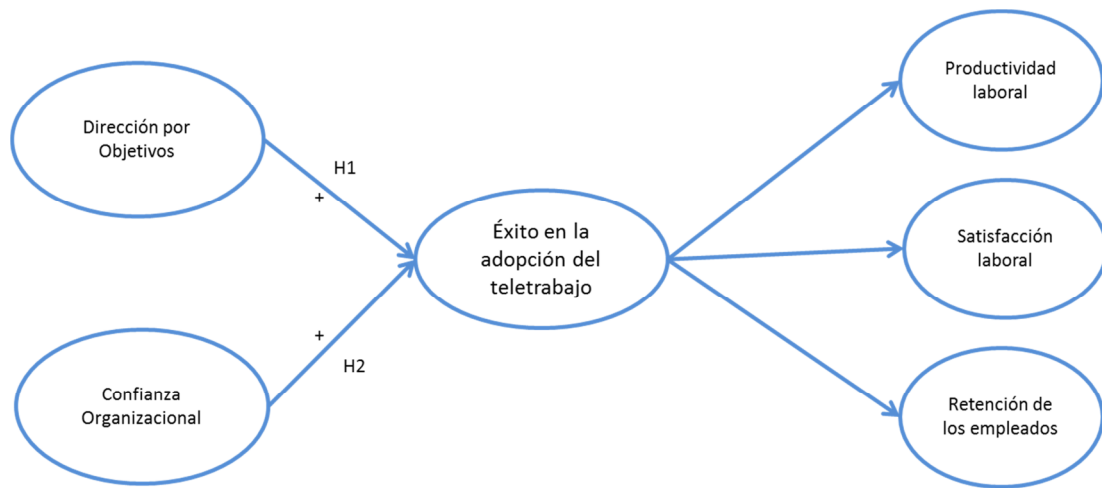 Dirección por
Objetivos
H1
+
Confianza
Organizacional
+
H2
Éxito en la
adopción del
teletrabajo
Productividad
laboral
Satisfacción
laboral
Retención de
los empleados